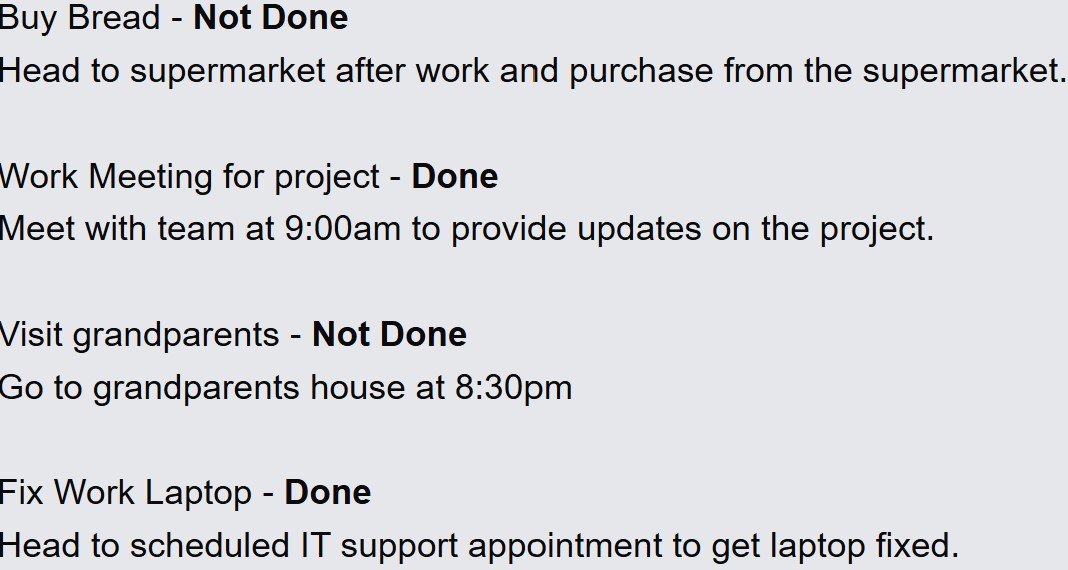 Buy Bread - Not Done
Head to supermarket after work and purchase from the supermarket.
Work Meeting for project - Done
Meet with team at 9:00am to provide updates on the project.
Visit grandparents - Not Done
Go to grandparents house at 8:30pm
Fix Work Laptop - Done
Head to scheduled IT support appointment to get laptop fixed.